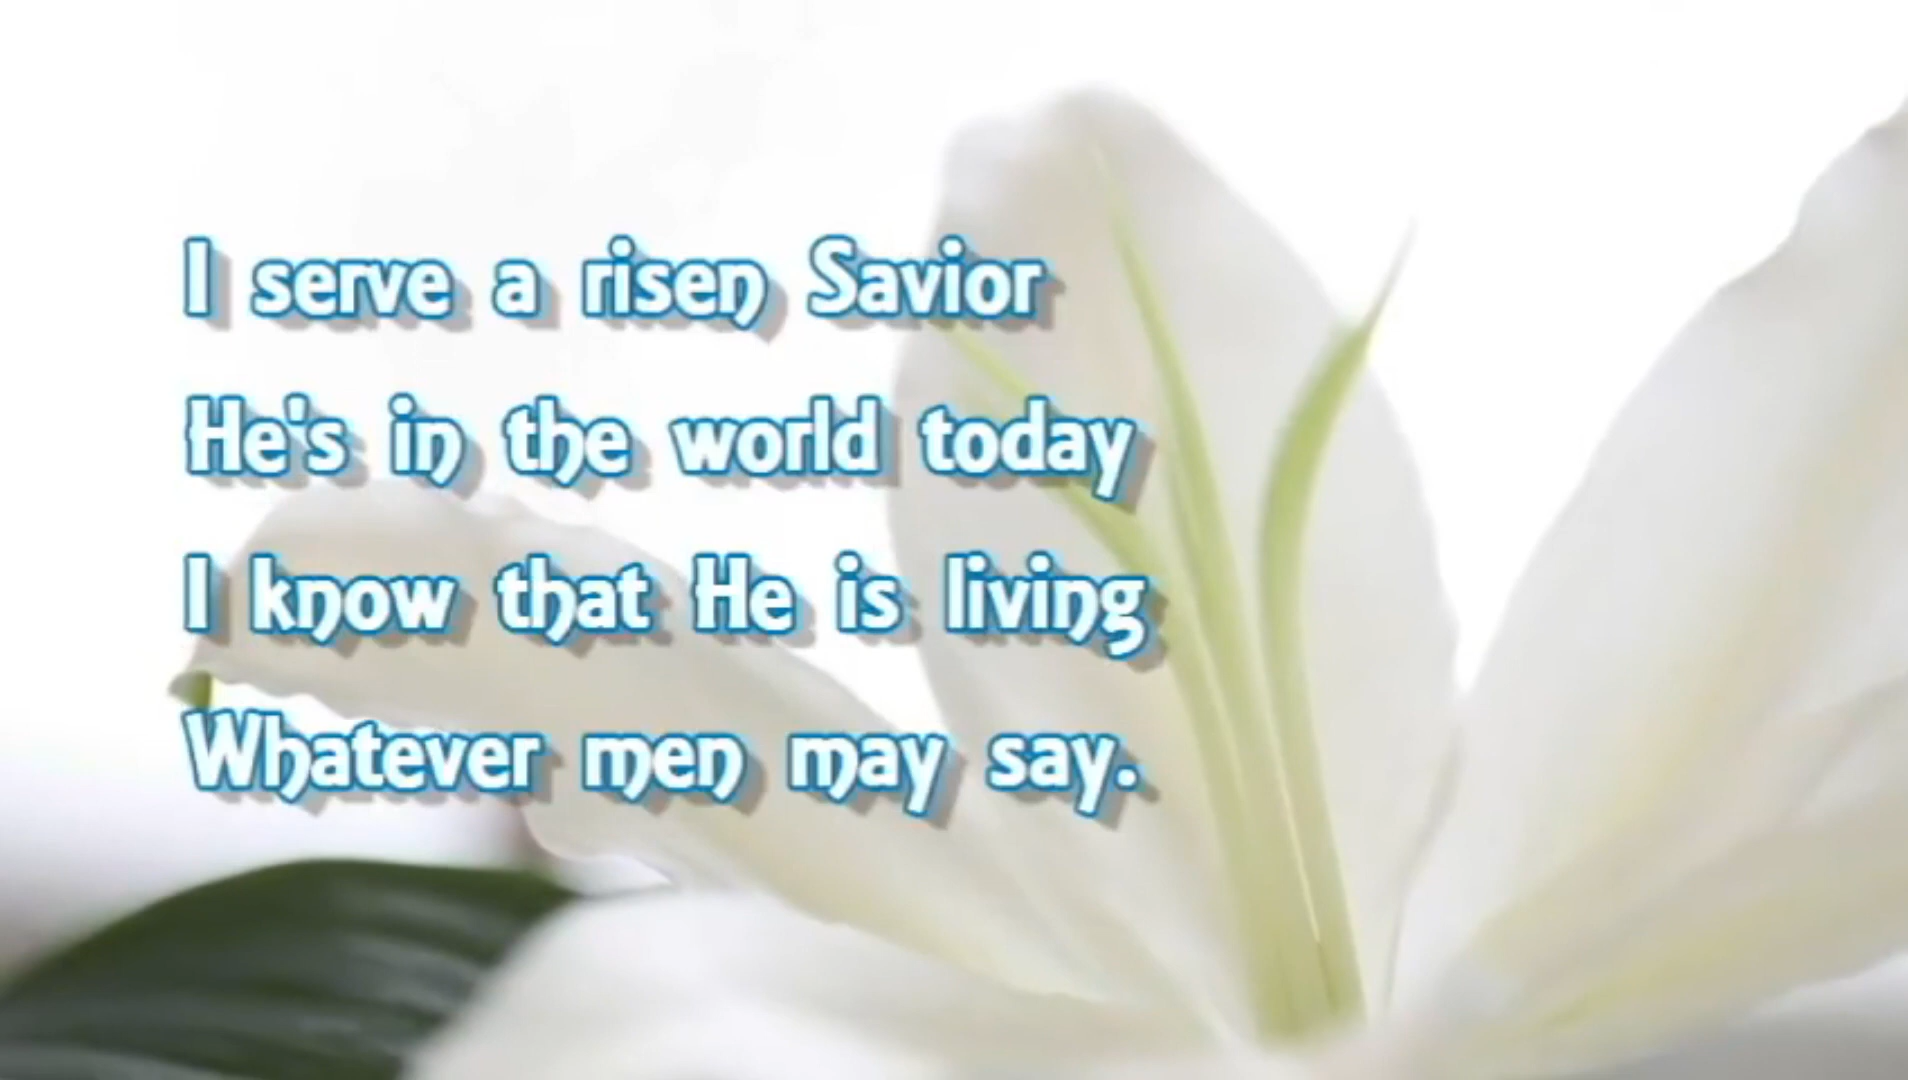 I serve a risen Savior
He's in the world today
I know that He is living
Whatever men may say.